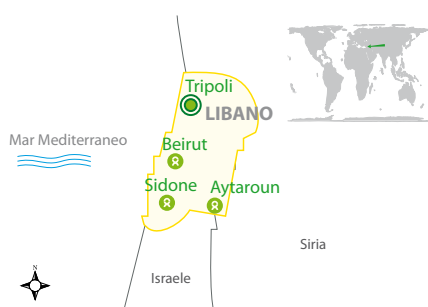 Tripoli
LIBANO
Mar Mediterraneo
Beirut
Sidone
Aytaroun
Siria
Israele
N